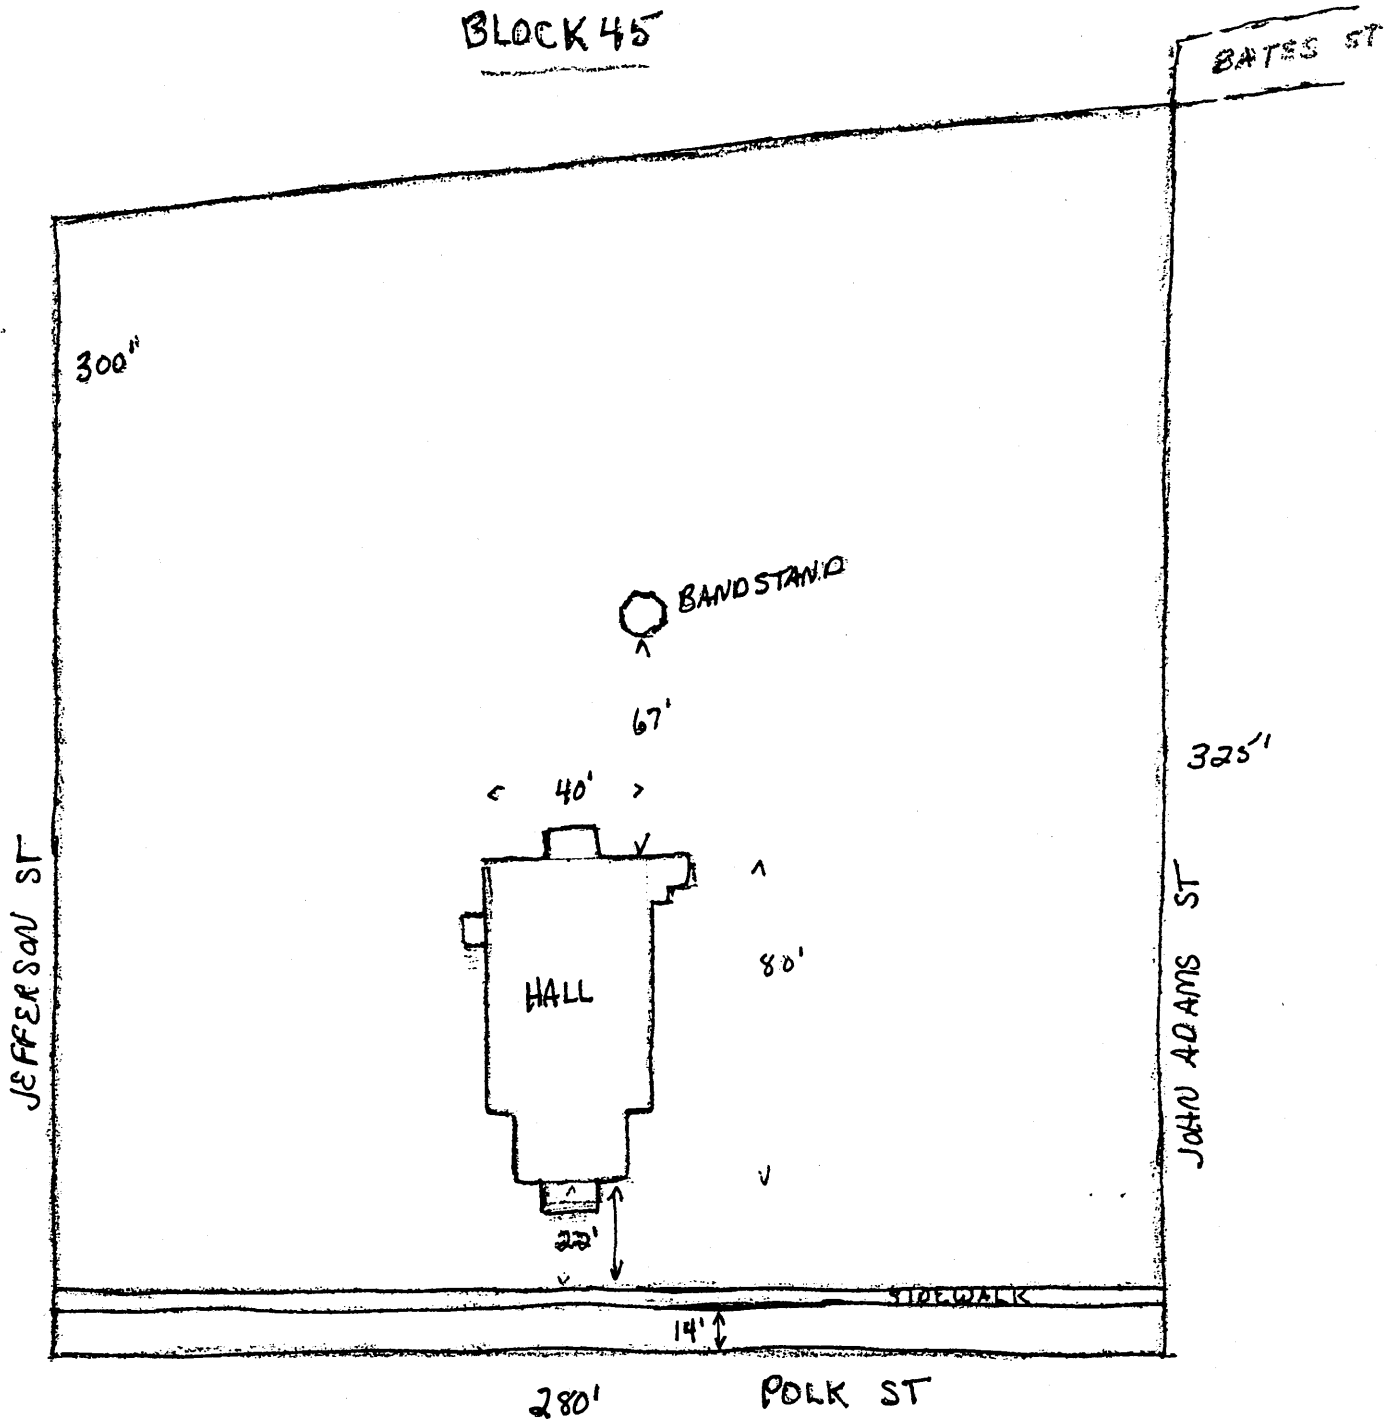 BLOCK 45
BATES ST
300"
BANDSTAND
67'
40'
325'
JEFFERSON ST
JOHN ADAMS ST
80'
HALL
22'
SIDEWALK
14'
280'
POLK ST